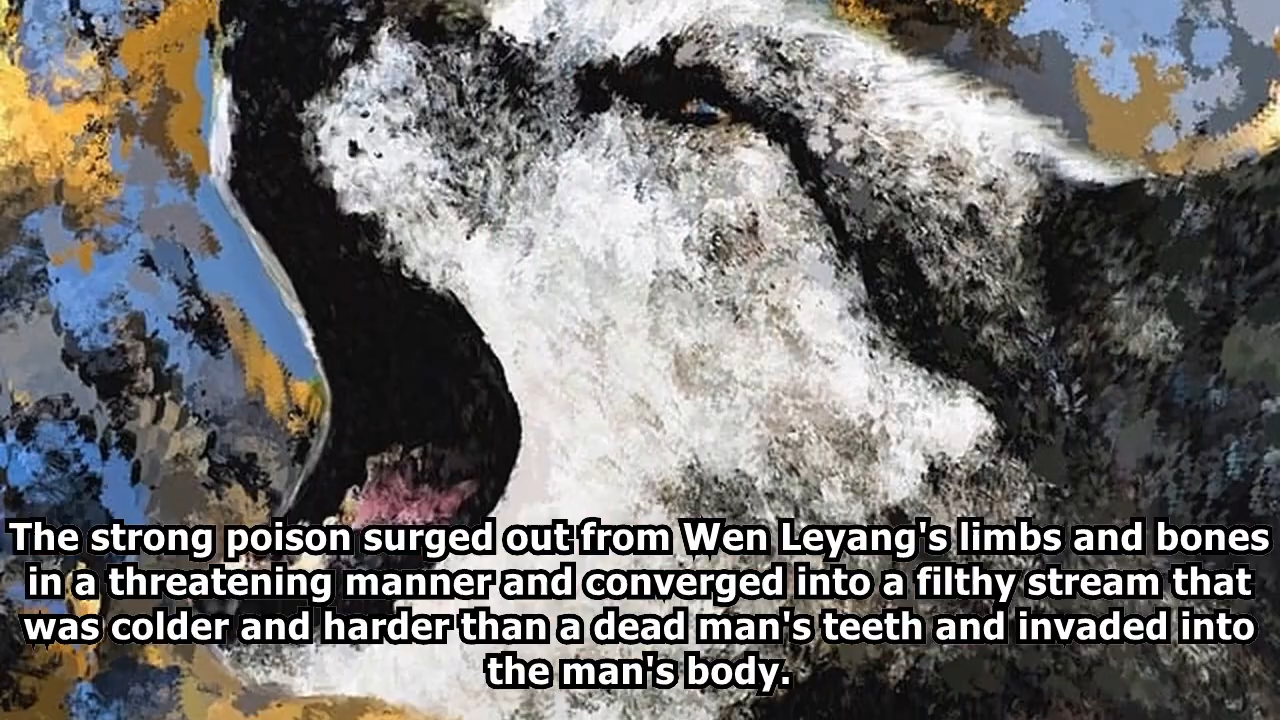 The strong poison surged out from Wen Leyang's limbs and bones
in a threatening manner and converged into a filthy stream that
was colder and harder than a dead man's teeth and invaded into
the man's body.